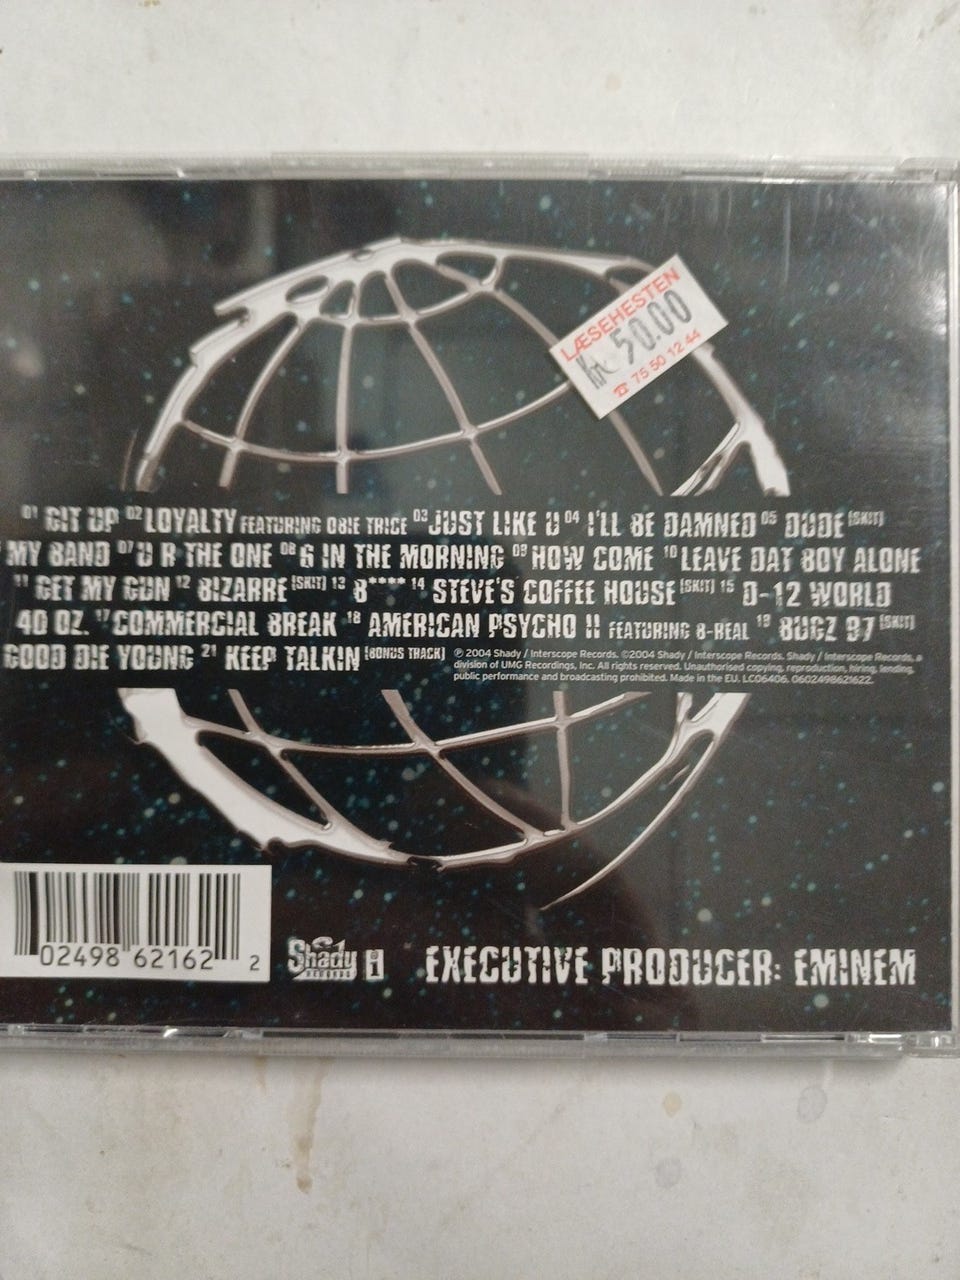 LÆSEHESTEN
Kr. 50.00
☎ 75 50 12 44
01 GIT UP 02 LOYALTY FEATURING OBIE TRICE 03 JUST LIKE U 04 I'LL BE DAMNED 05 DUDE [SKIT]
MY BAND 07 U R THE ONE 08 6 IN THE MORNING 09 HOW COME 10 LEAVE DAT BOY ALONE
11 GET MY GUN 12 BIZARRE [SKIT] 13 B**** 14 STEVE'S COFFEE HOUSE [SKIT] 15 D-12 WORLD
40 OZ. 17 COMMERCIAL BREAK 18 AMERICAN PSYCHO II FEATURING B-REAL 19 BUGZ 97 [SKIT]
GOOD DIE YOUNG 21 KEEP TALKIN [BONUS TRACK]
℗ 2004 Shady / Interscope Records. ©2004 Shady / Interscope Records. Shady / Interscope Records, a
division of UMG Recordings, Inc. All rights reserved. Unauthorised copying, reproduction, hiring, lending,
public performance and broadcasting prohibited. Made in the EU. LC06406. 0602498621622.
02498 62162 2
Shady RECORDS
EXECUTIVE PRODUCER: EMINEM